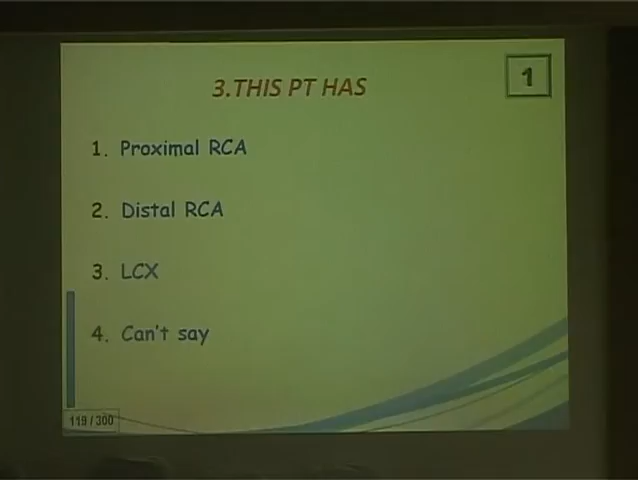 3.THIS PT HAS
1
1. Proximal RCA
2. Distal RCA
3. LCX
4. Can't say
119 / 300